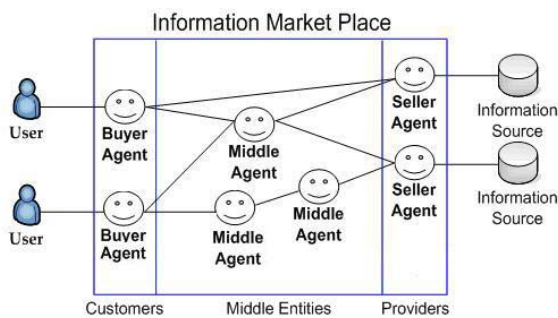 Information Market Place
User
Buyer
Agent
Middle
Agent
Seller
Agent
Information
Source
User
Buyer
Agent
Middle
Agent
Middle
Agent
Seller
Agent
Information
Source
Customers
Middle Entities
Providers